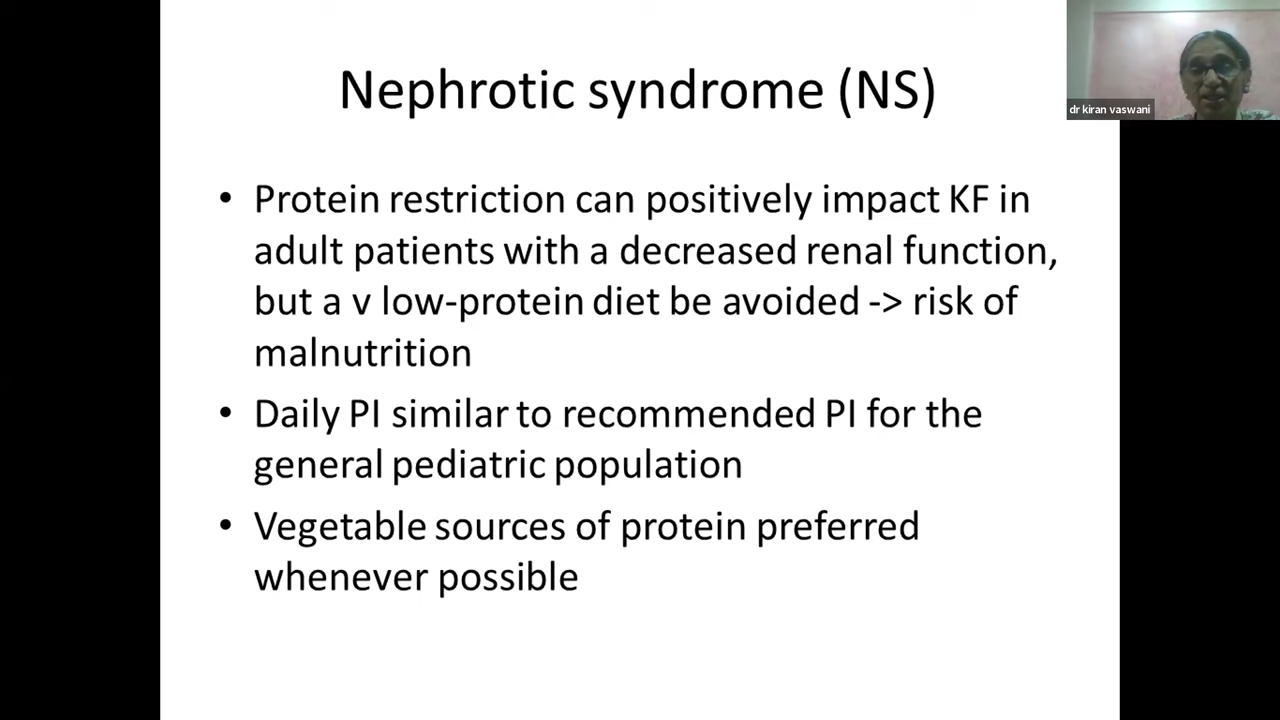 Nephrotic syndrome (NS)
dr kiran vaswani
• Protein restriction can positively impact KF in
adult patients with a decreased renal function,
but a v low-protein diet be avoided -> risk of
malnutrition
• Daily PI similar to recommended PI for the
general pediatric population
• Vegetable sources of protein preferred
whenever possible